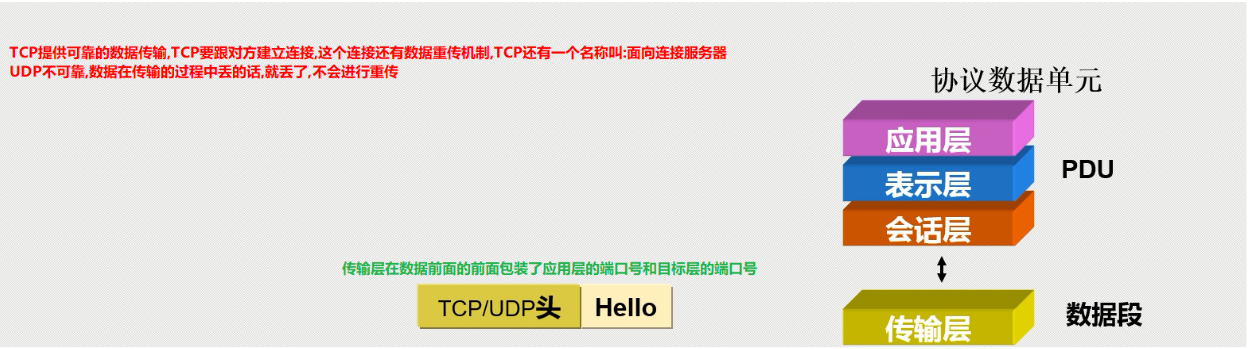 TCP提供可靠的数据传输,TCP要跟对方建立连接,这个连接还有数据重传机制,TCP还有一个名称叫:面向连接服务器
UDP不可靠,数据在传输的过程中丢的话,就丢了,不会进行重传
协议数据单元
应用层
表示层
PDU
会话层
传输层在数据前面的前面包装了应用层的端口号和目标层的端口号
TCP/UDP头 Hello
传输层
数据段